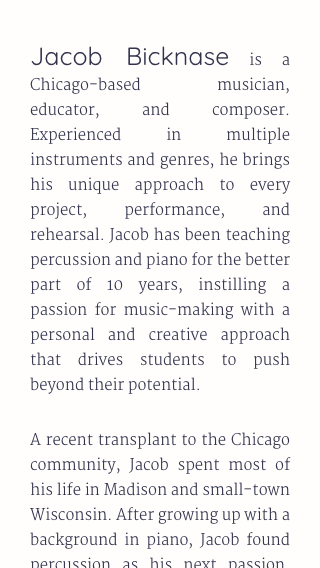 Jacob Bicknase is a
Chicago-based musician,
educator, and composer.
Experienced in multiple
instruments and genres, he brings
his unique approach to every
project, performance, and
rehearsal. Jacob has been teaching
percussion and piano for the better
part of 10 years, instilling a
passion for music-making with a
personal and creative approach
that drives students to push
beyond their potential.
A recent transplant to the Chicago
community, Jacob spent most of
his life in Madison and small-town
Wisconsin. After growing up with a
background in piano, Jacob found
percussion as his next passion,